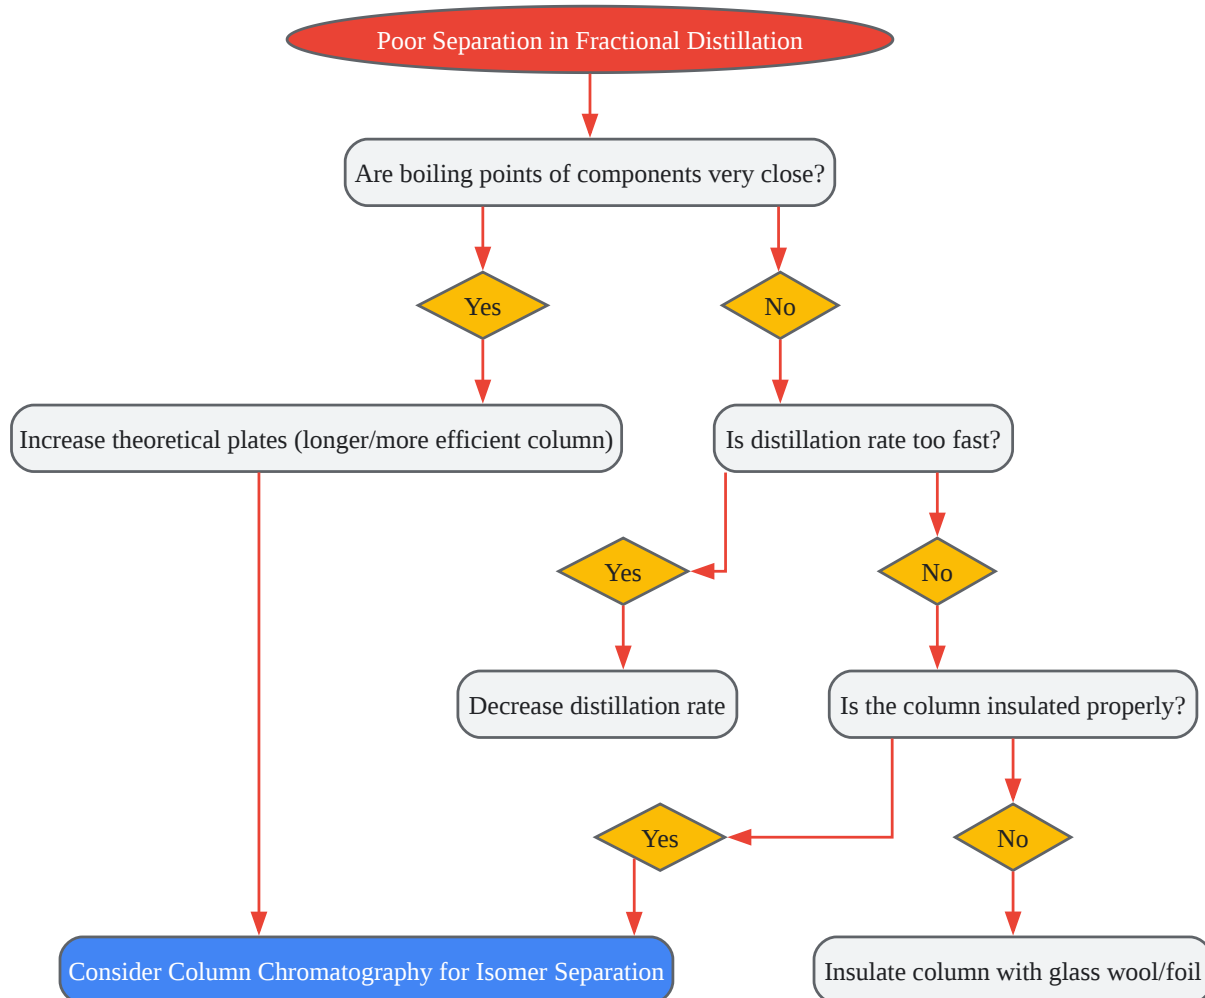 Poor Separation in Fractional Distillation
Are boiling points of components very close?
Yes
No
Increase theoretical plates (longer/more efficient column)
Is distillation rate too fast?
Yes
No
Decrease distillation rate
Is the column insulated properly?
Yes
No
Consider Column Chromatography for Isomer Separation
Insulate column with glass wool/foil